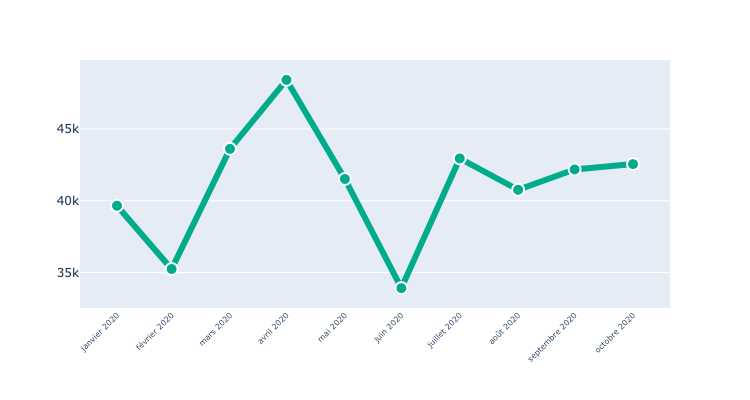 45k
40k
35k
janvier 2020
février 2020
mars 2020
avril 2020
mai 2020
juin 2020
juillet 2020
août 2020
septembre 2020
octobre 2020